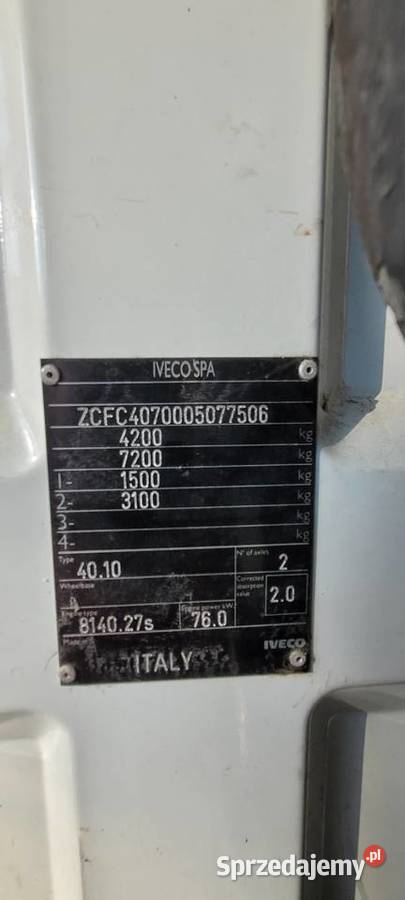 IVECO SPA
ZCFC4070005077506
4200 kg
7200 kg
1- 1500 kg
2- 3100 kg
3- kg
4- kg
Type 40.10 N° of axles 2
Wheelbase Corrected absorption value 2.0
Engine type 8140.27s Engine power kW: 76.0
Made in ITALY IVECO
Sprzedajemy.pl